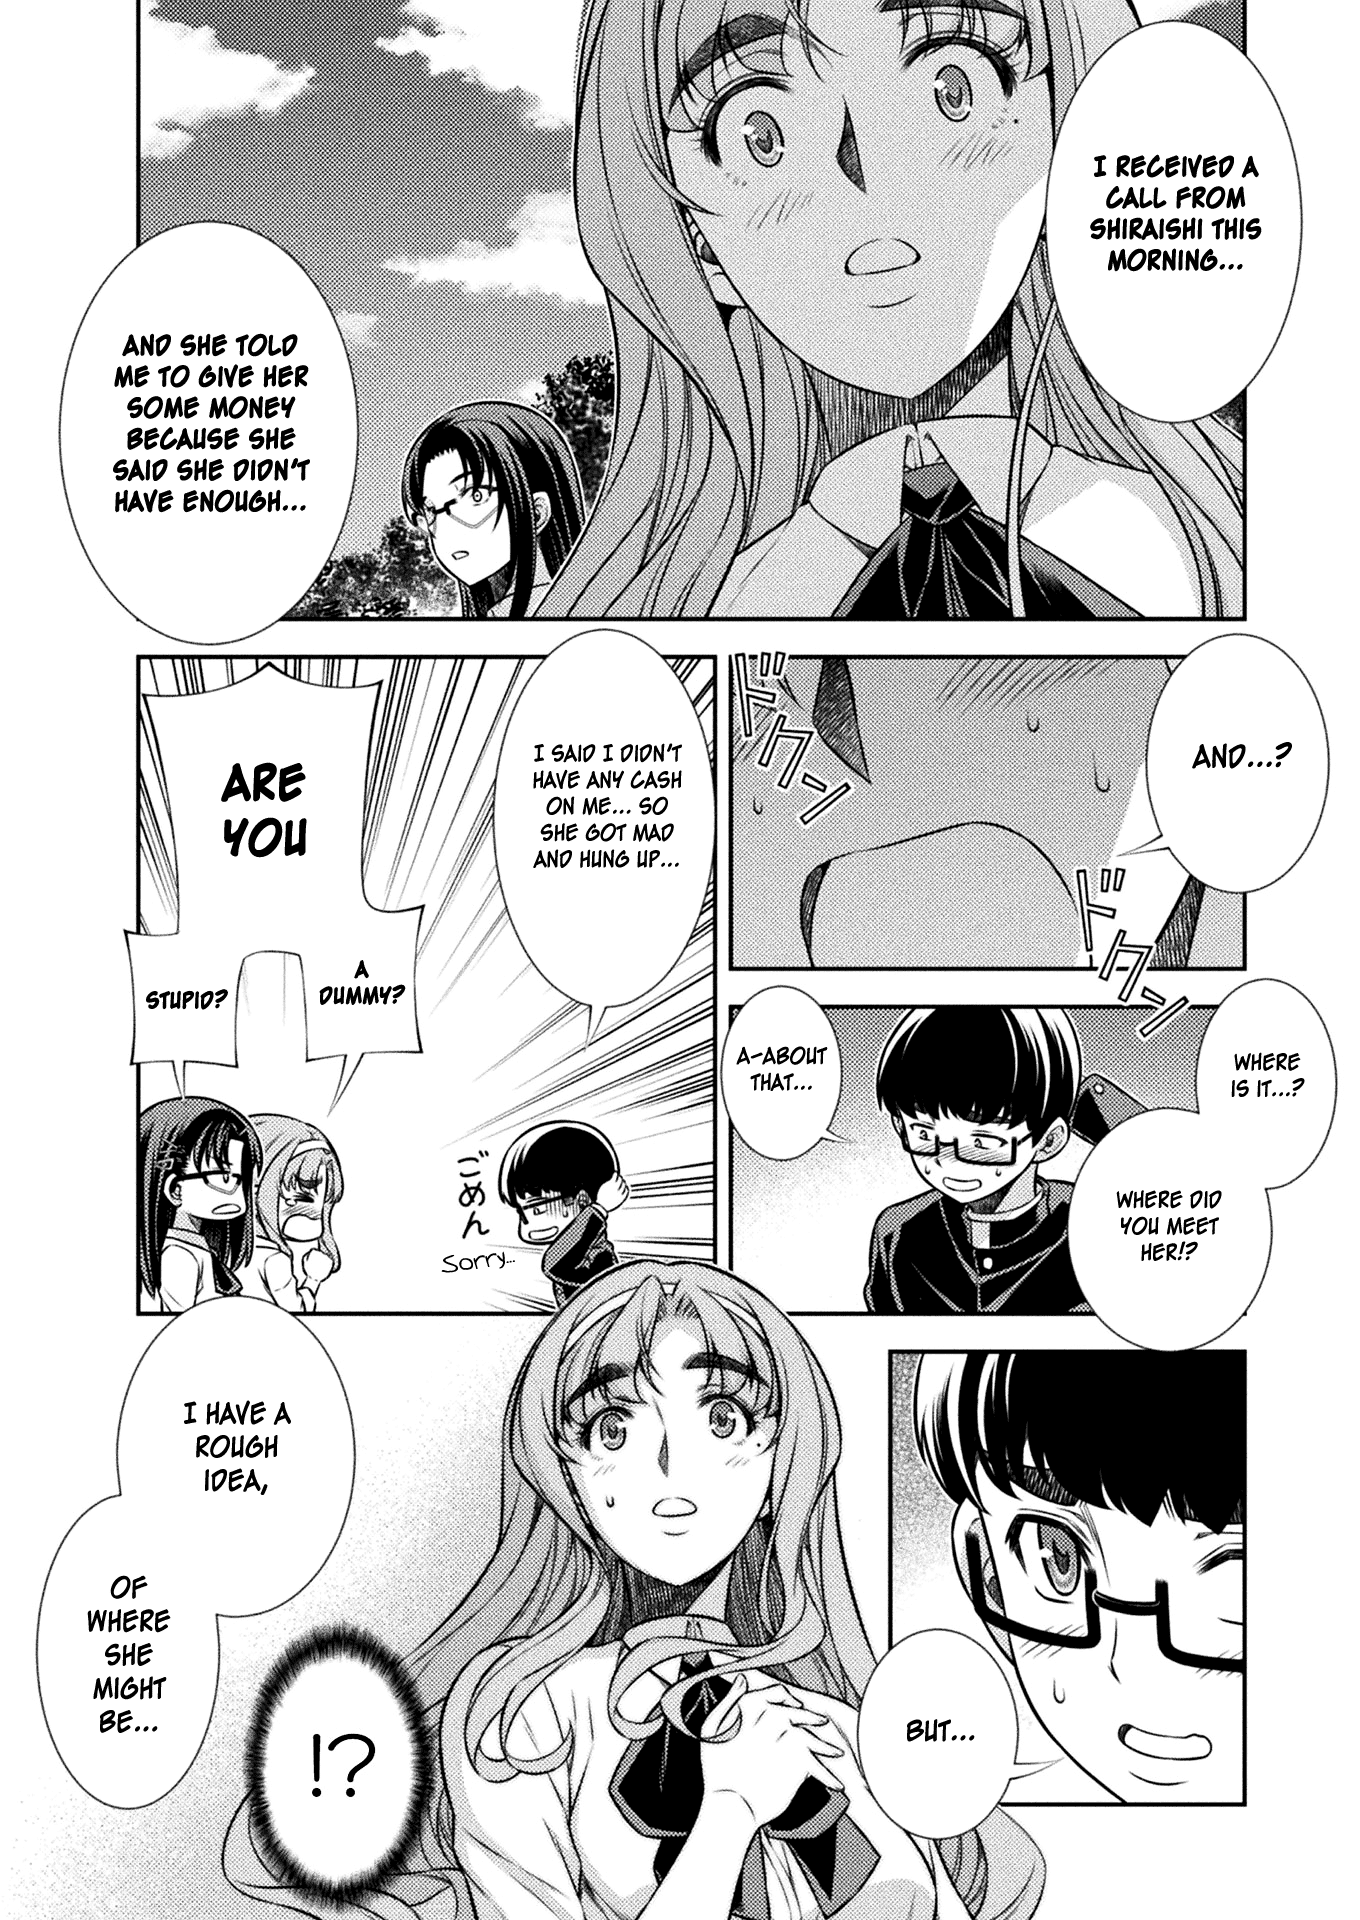 I RECEIVED A
CALL FROM
SHIRAISHI THIS
MORNING...
AND SHE TOLD
ME TO GIVE HER
SOME MONEY
BECAUSE SHE
SAID SHE DIDN'T
HAVE ENOUGH...
AND...?
ドドクン
ドドクン
WHERE
IS IT...?
WHERE DID
YOU MEET
HER!?
A-ABOUT
THAT...
I SAID I DIDN'T
HAVE ANY CASH
ON ME... SO
SHE GOT MAD
AND HUNG UP...
ごめん
Sorry...
ARE
YOU
A
DUMMY?
STUPID?
BUT...
I HAVE A
ROUGH
IDEA,
OF
WHERE
SHE
MIGHT
BE...
!?